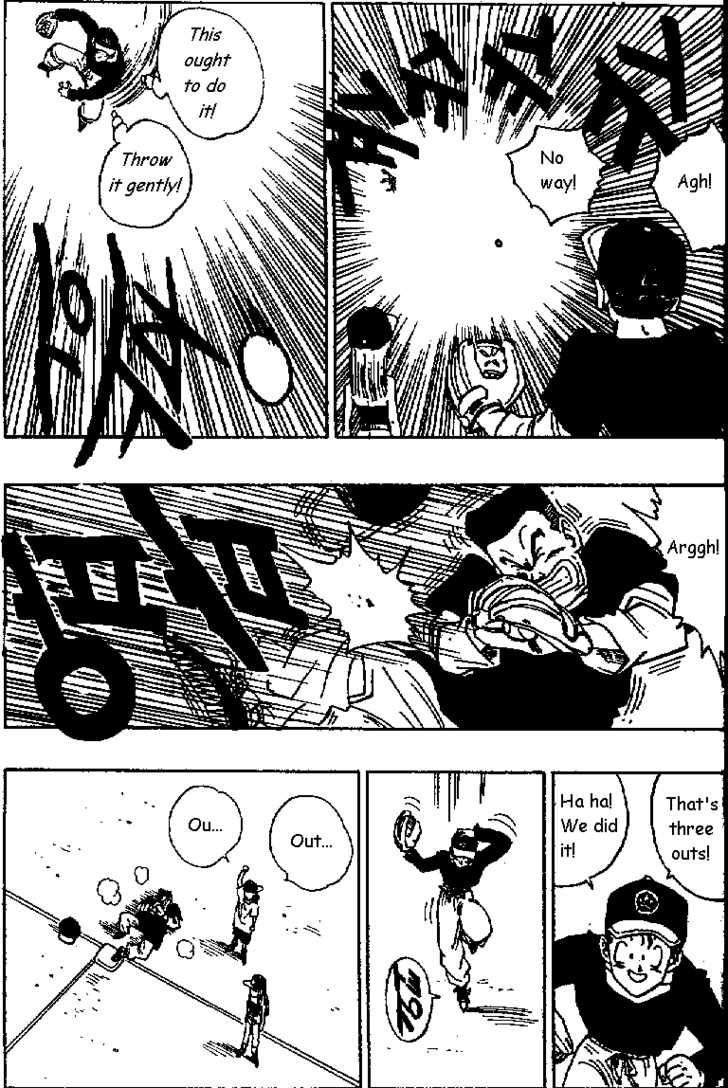 This
ought
to do
it!
Throw
it gently!
No
way!
Agh!
Arggh!
Ou...
Out...
Ha ha!
We did
it!
That's
three
outs!